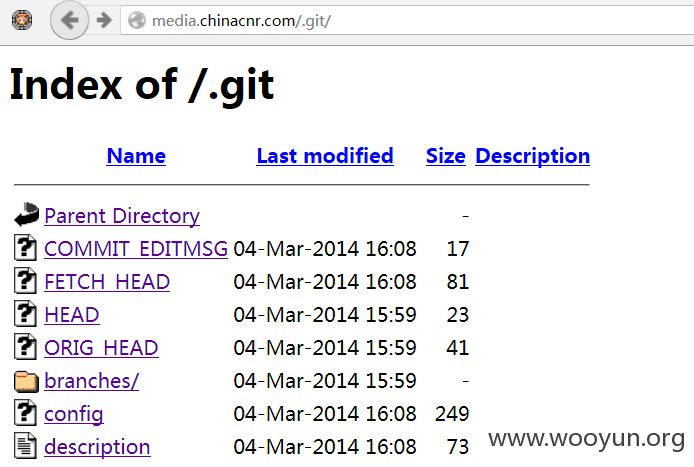 media.chinacnr.com/.git/
Index of /.git
Name Last modified Size Description
Parent Directory -
COMMIT_EDITMSG 04-Mar-2014 16:08 17
FETCH_HEAD 04-Mar-2014 16:08 81
HEAD 04-Mar-2014 15:59 23
ORIG_HEAD 04-Mar-2014 15:59 41
branches/ 04-Mar-2014 15:59 -
config 04-Mar-2014 16:08 249
description 04-Mar-2014 16:08 73
www.wooyun.org